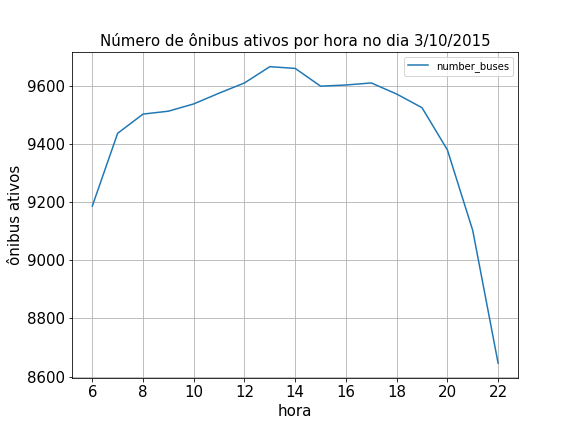 Número de ônibus ativos por hora no dia 3/10/2015
number_buses
ônibus ativos
9600
9400
9200
9000
8800
8600
6 8 10 12 14 16 18 20 22
hora